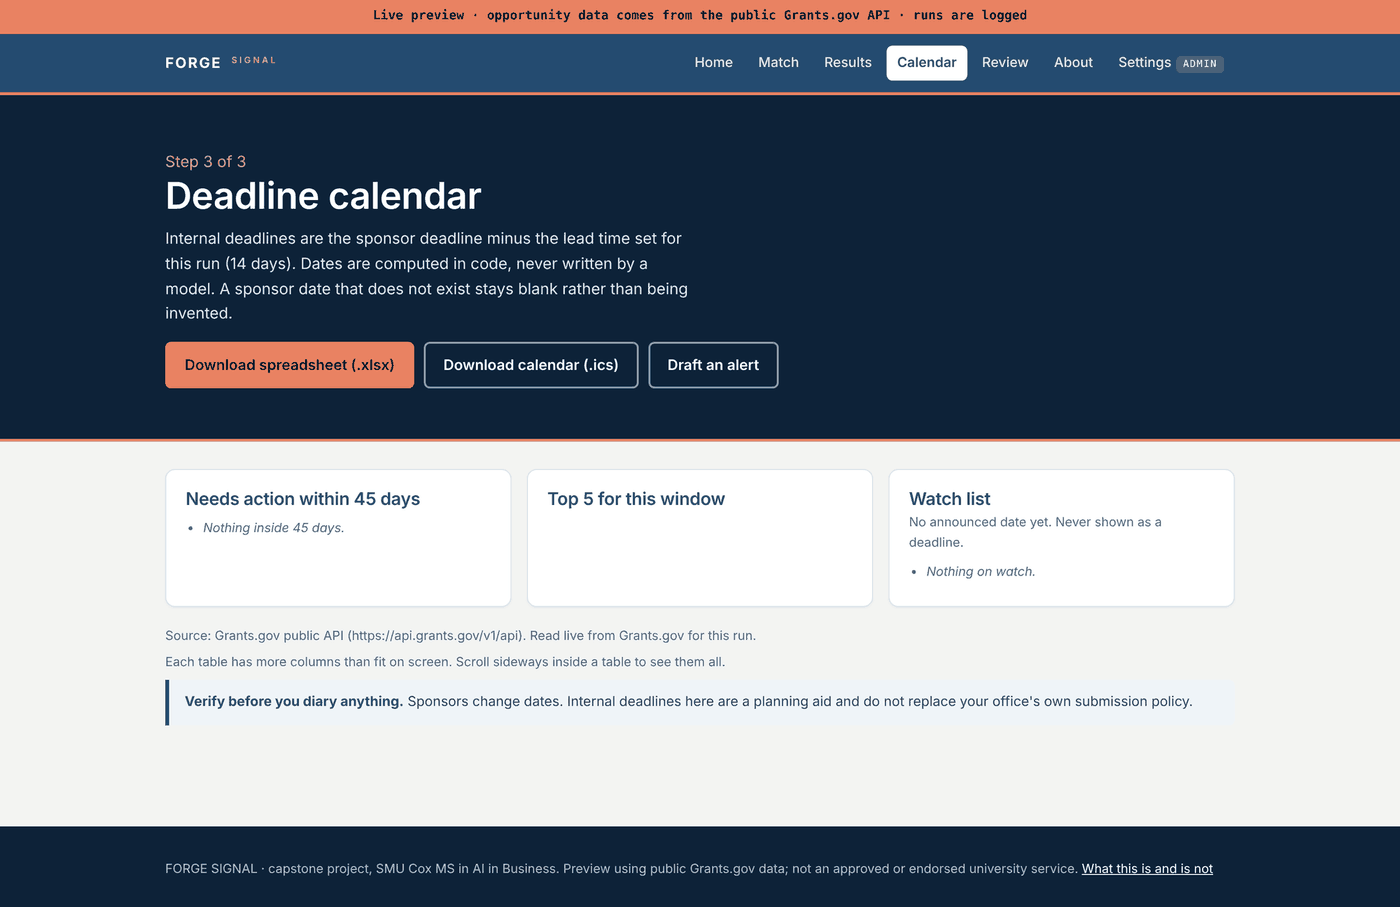 Live preview · opportunity data comes from the public Grants.gov API · runs are logged
FORGE SIGNAL
Home Match Results Calendar Review About Settings ADMIN
Step 3 of 3
Deadline calendar
Internal deadlines are the sponsor deadline minus the lead time set for
this run (14 days). Dates are computed in code, never written by a
model. A sponsor date that does not exist stays blank rather than being
invented.
Download spreadsheet (.xlsx) Download calendar (.ics) Draft an alert
Needs action within 45 days
• Nothing inside 45 days.
Top 5 for this window
Watch list
No announced date yet. Never shown as a
deadline.
• Nothing on watch.
Source: Grants.gov public API (https://api.grants.gov/v1/api). Read live from Grants.gov for this run.
Each table has more columns than fit on screen. Scroll sideways inside a table to see them all.
Verify before you diary anything. Sponsors change dates. Internal deadlines here are a planning aid and do not replace your office's own submission policy.
FORGE SIGNAL · capstone project, SMU Cox MS in AI in Business. Preview using public Grants.gov data; not an approved or endorsed university service. What this is and is not